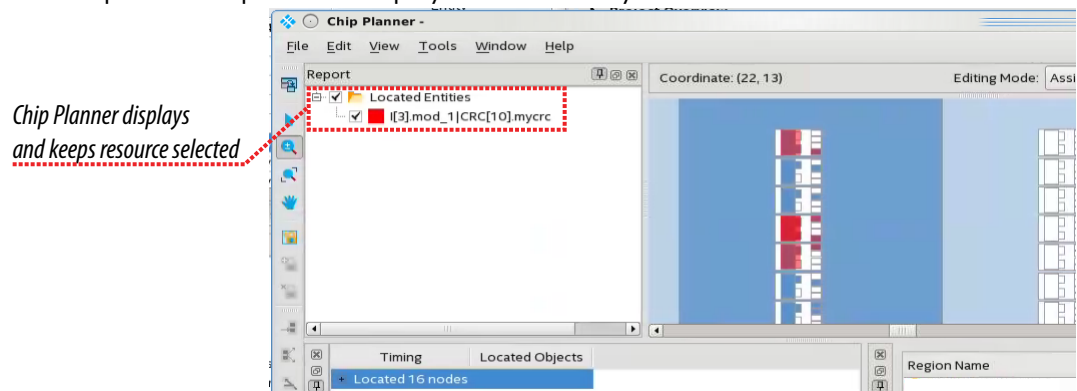 Chip Planner -
File Edit View Tools Window Help
Report
Coordinate: (22, 13)
Editing Mode: Assi
Located Entities
I[3].mod_1|CRC[10].mycrc
Chip Planner displays
and keeps resource selected
Timing
Located Objects
Region Name
+ Located 16 nodes